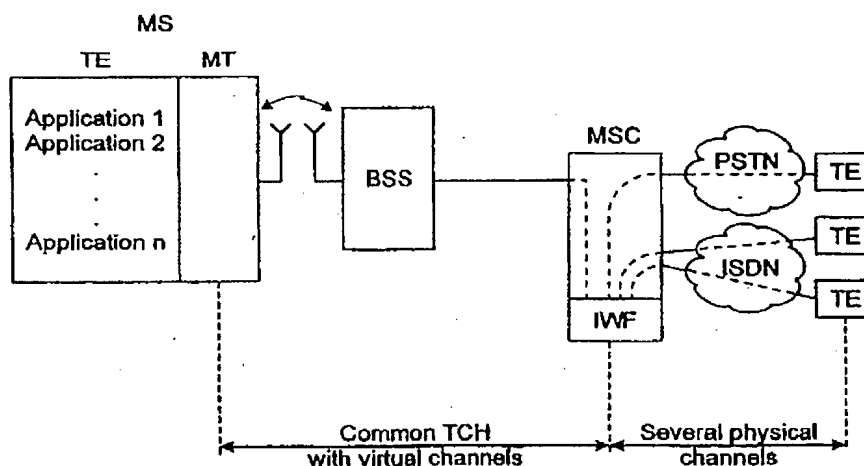 MS
TE MT
Application 1
Application 2
Application n
BSS
MSC
IWF
PSTN
ISDN
TE
TE
TE
Common TCH
with virtual channels
Several physical
channels